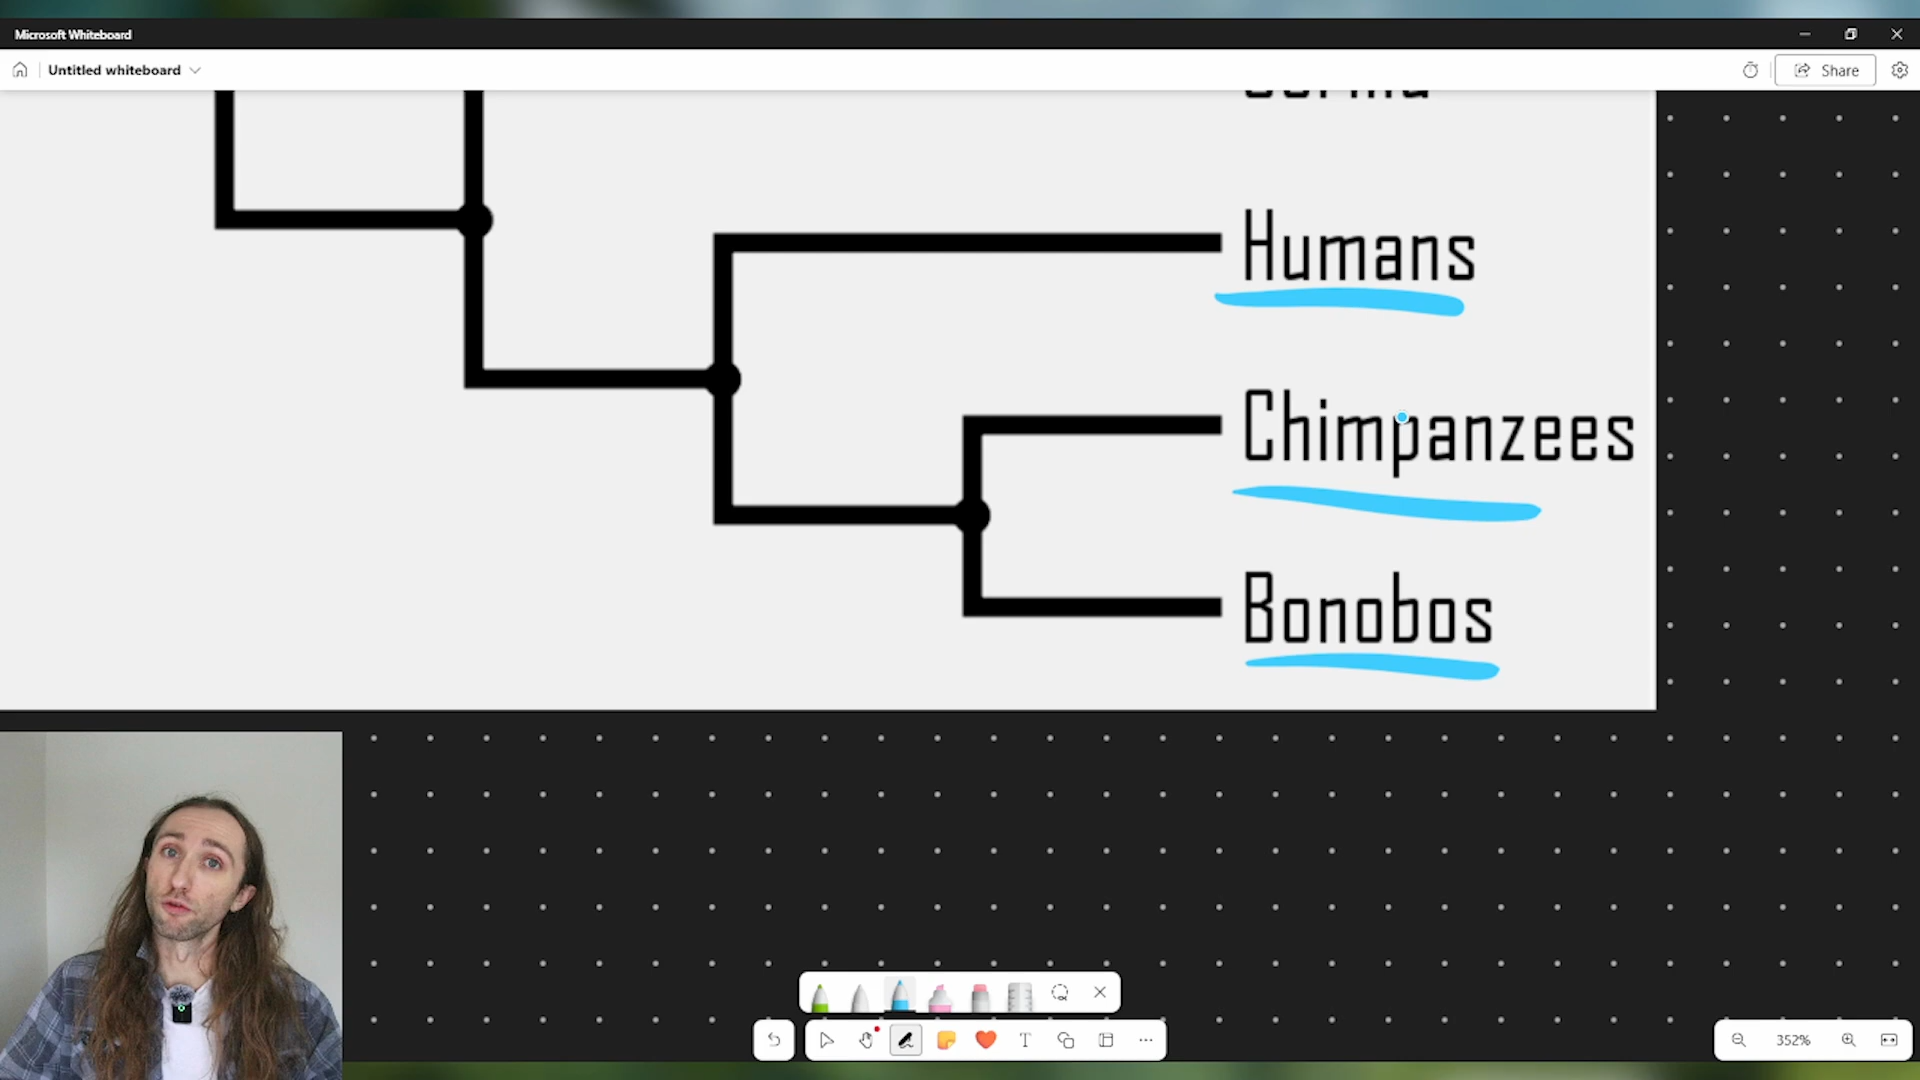 Microsoft Whiteboard
Untitled whiteboard
Share
Humans
Chimpanzees
Bonobos
352%